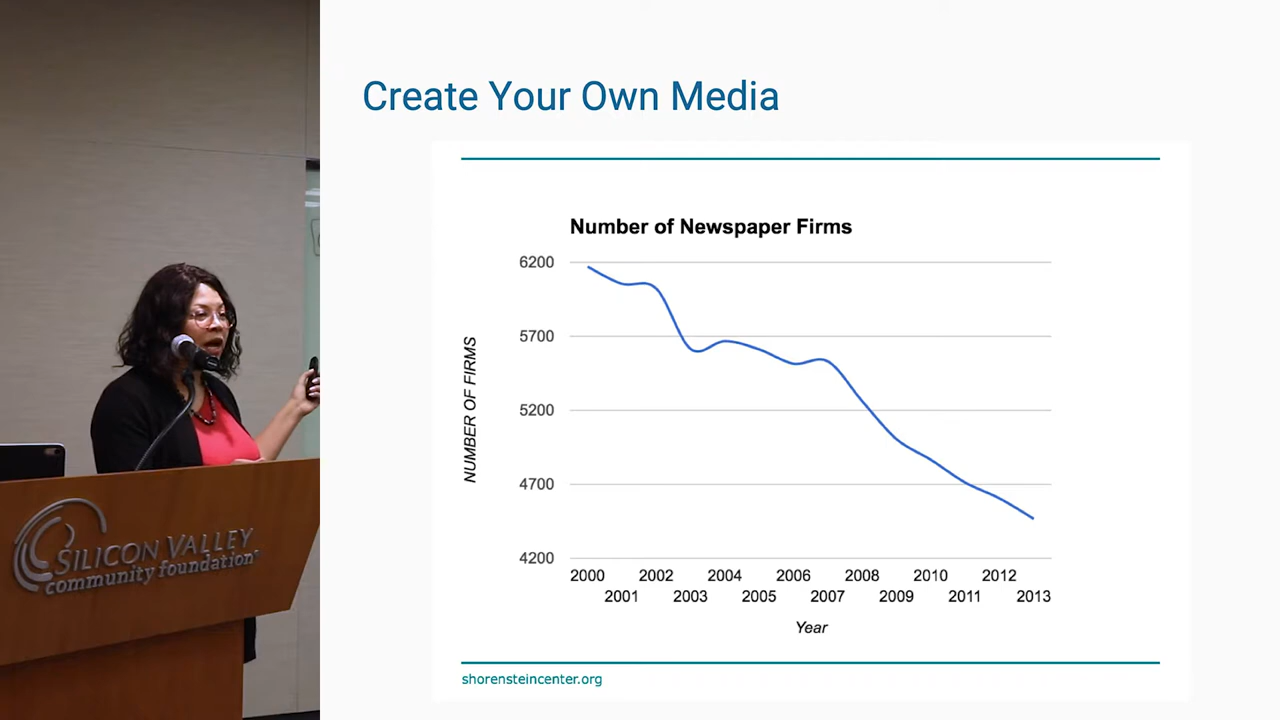 Create Your Own Media
Number of Newspaper Firms
6200
5700
5200
4700
4200
NUMBER OF FIRMS
2000 2002 2004 2006 2008 2010 2012
2001 2003 2005 2007 2009 2011 2013
Year
shorensteincenter.org
SILICON VALLEY
community foundation®